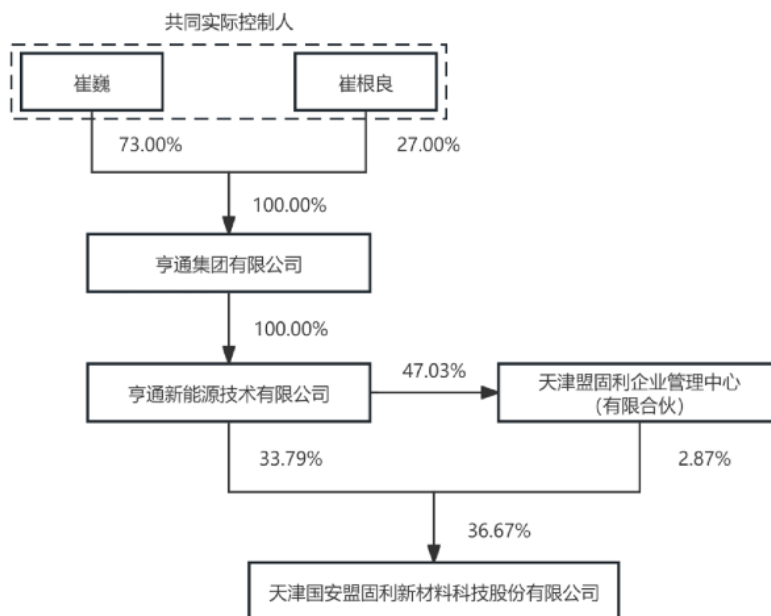 共同实际控制人
崔巍
崔根良
73.00%
27.00%
100.00%
亨通集团有限公司
100.00%
亨通新能源技术有限公司
47.03%
天津盟固利企业管理中心
（有限合伙）
33.79%
2.87%
36.67%
天津国安盟固利新材料科技股份有限公司